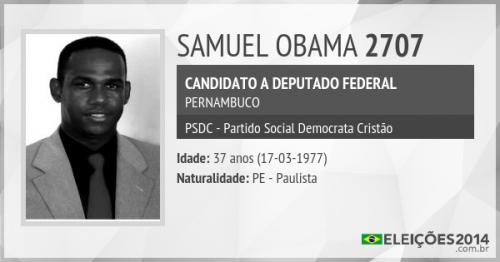 SAMUEL OBAMA 2707
CANDIDATO A DEPUTADO FEDERAL
PERNAMBUCO
PSDC - Partido Social Democrata Cristão
Idade: 37 anos (17-03-1977)
Naturalidade: PE - Paulista
ELEIÇÕES2014
.com.br